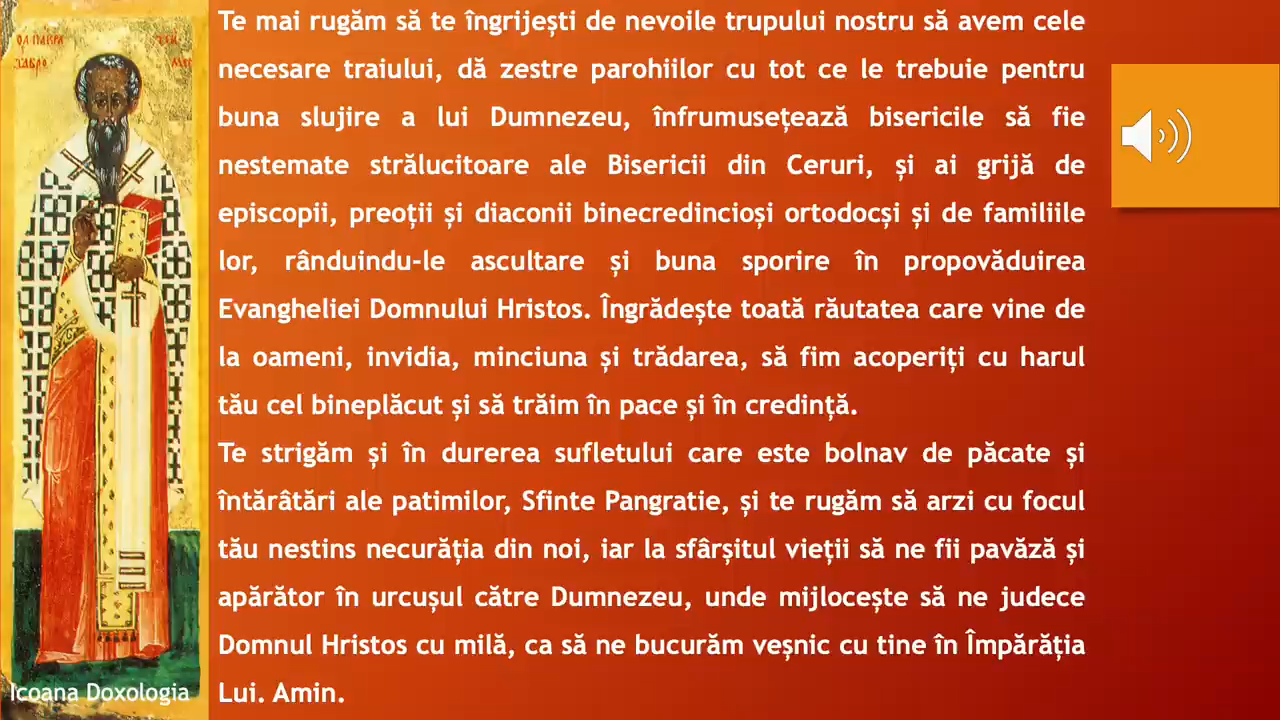 Te mai rugăm să te îngrijești de nevoile trupului nostru să avem cele
necesare traiului, dă zestre parohiilor cu tot ce le trebuie pentru
buna slujire a lui Dumnezeu, înfrumusețează bisericile să fie
nestemate strălucitoare ale Bisericii din Ceruri, și ai grijă de
episcopii, preoții și diaconii binecredincioși ortodocși și de familiile
lor, rânduindu-le ascultare și buna sporire în propovăduirea
Evangheliei Domnului Hristos. Îngrădește toată răutatea care vine de
la oameni, invidia, minciuna și trădarea, să fim acoperiți cu harul
tău cel bineplăcut și să trăim în pace și în credință.
Te strigăm și în durerea sufletului care este bolnav de păcate și
întărâtări ale patimilor, Sfinte Pangratie, și te rugăm să arzi cu focul
tău nestins necurăția din noi, iar la sfârșitul vieții să ne fii pavăză și
apărător în urcușul către Dumnezeu, unde mijlocește să ne judece
Domnul Hristos cu milă, ca să ne bucurăm veșnic cu tine în Împărăția
Lui. Amin.
Icoana Doxologia